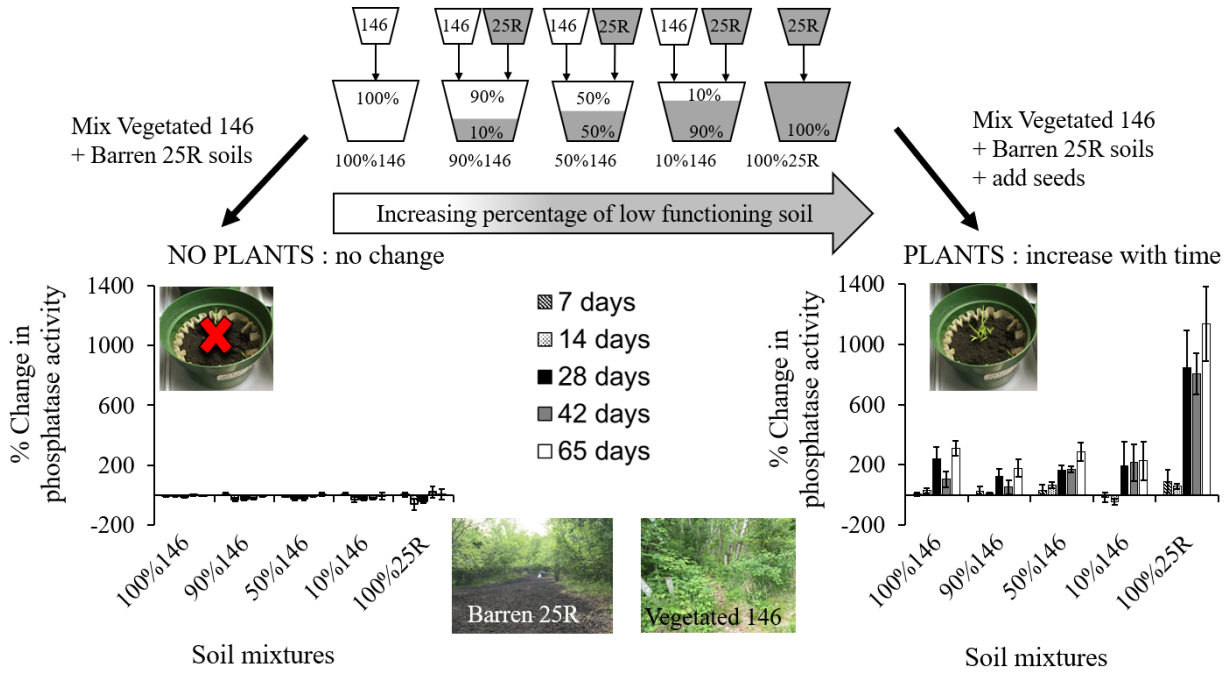 146
146
25R
146
25R
146
25R
25R
100%
90%
10%
50%
50%
10%
90%
100%
100%146
90%146
50%146
10%146
100%25R
Mix Vegetated 146
+ Barren 25R soils
Mix Vegetated 146
+ Barren 25R soils
+ add seeds
Increasing percentage of low functioning soil
NO PLANTS : no change
% Change in
phosphatase activity
1400
1000
600
200
-200
100%146
90%146
50%146
10%146
100%25R
Soil mixtures
7 days
14 days
28 days
42 days
65 days
Barren 25R
Vegetated 146
PLANTS : increase with time
% Change in
phosphatase activity
1400
1000
600
200
-200
100%146
90%146
50%146
10%146
100%25R
Soil mixtures